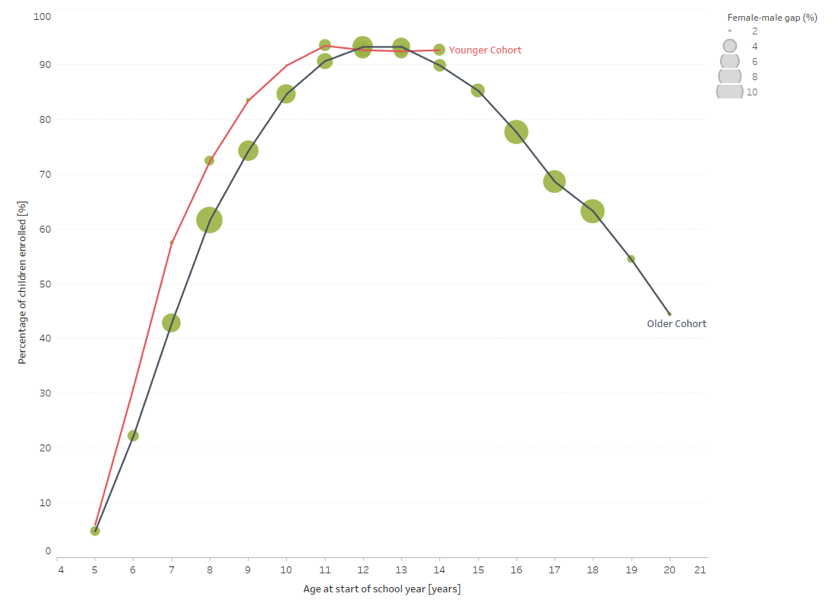 Female-male gap (%)
2
4
6
8
10
100
90
80
70
60
50
40
30
20
10
0
Percentage of children enrolled [%]
Younger Cohort
Older Cohort
4 5 6 7 8 9 10 11 12 13 14 15 16 17 18 19 20 21
Age at start of school year [years]